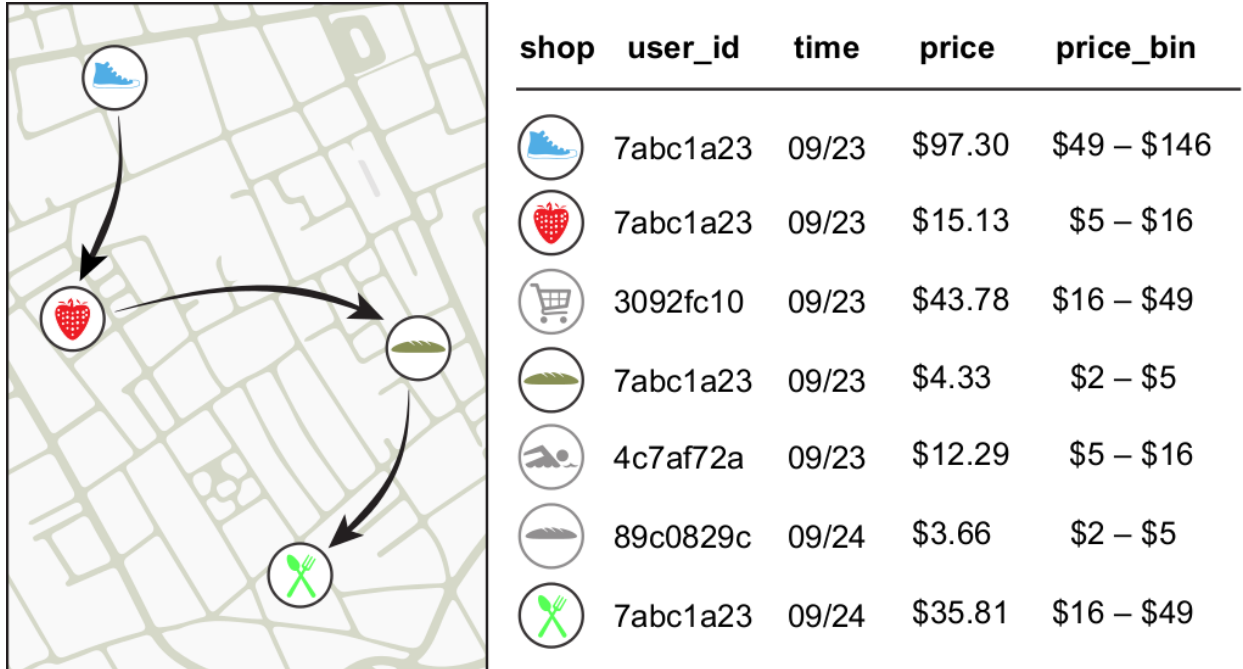 shop user_id time price price_bin
7abc1a23 09/23 $97.30 $49 – $146
7abc1a23 09/23 $15.13 $5 – $16
3092fc10 09/23 $43.78 $16 – $49
7abc1a23 09/23 $4.33 $2 – $5
4c7af72a 09/23 $12.29 $5 – $16
89c0829c 09/24 $3.66 $2 – $5
7abc1a23 09/24 $35.81 $16 – $49